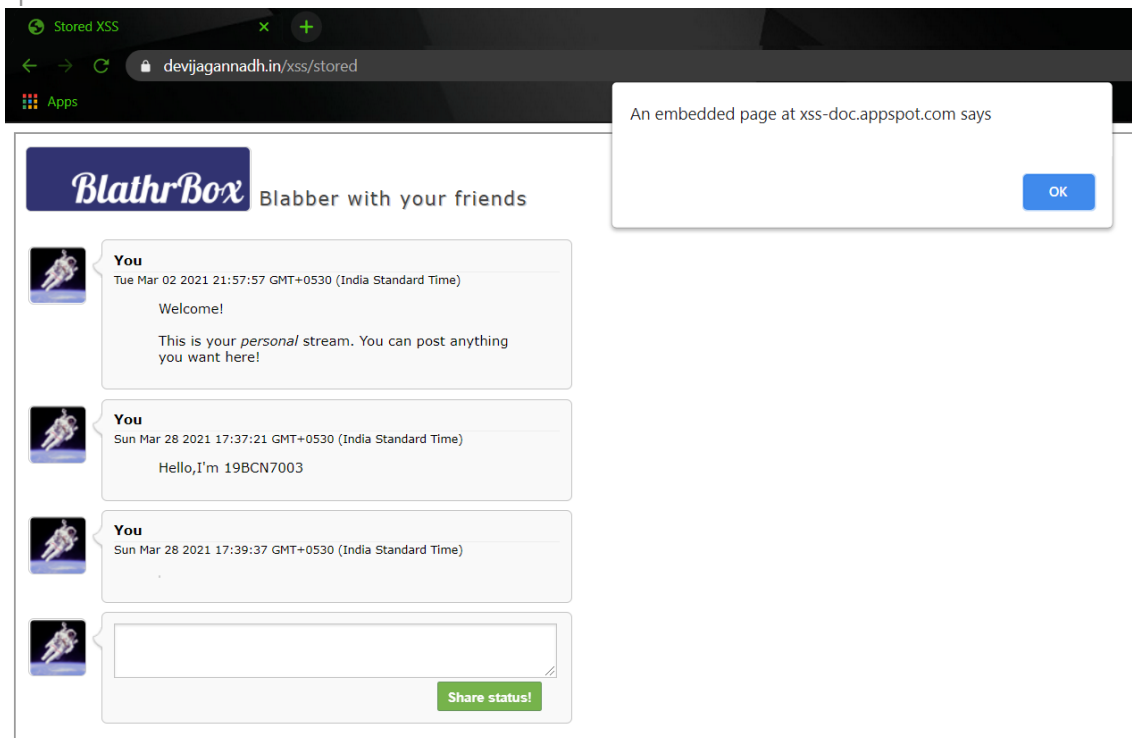 Stored XSS
devijagannadh.in/xss/stored
Apps
An embedded page at xss-doc.appspot.com says
OK
BlathrBox Blabber with your friends
You
Tue Mar 02 2021 21:57:57 GMT+0530 (India Standard Time)
Welcome!
This is your personal stream. You can post anything
you want here!
You
Sun Mar 28 2021 17:37:21 GMT+0530 (India Standard Time)
Hello,I'm 19BCN7003
You
Sun Mar 28 2021 17:39:37 GMT+0530 (India Standard Time)
Share status!